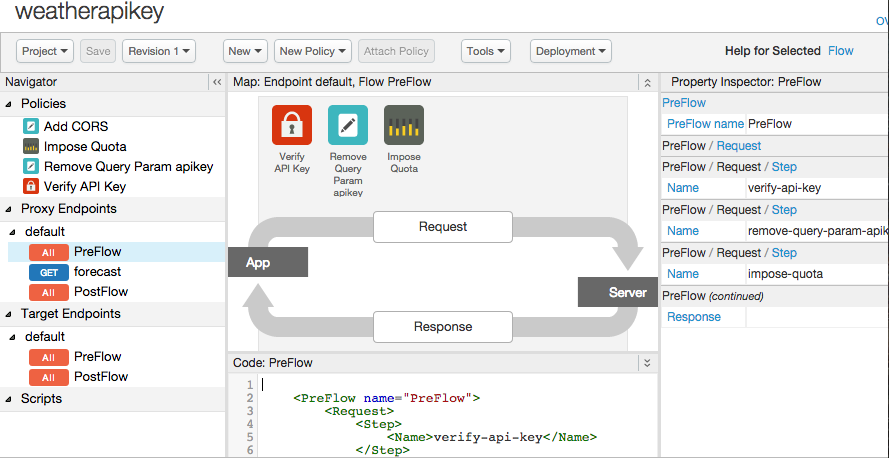 weatherapikey
OV
Project Save Revision 1 New New Policy Attach Policy Tools Deployment Help for Selected Flow
Navigator
Policies
Add CORS
Impose Quota
Remove Query Param apikey
Verify API Key
Proxy Endpoints
default
All PreFlow
GET forecast
All PostFlow
Target Endpoints
default
All PreFlow
All PostFlow
Scripts
Map: Endpoint default, Flow PreFlow
Verify
API Key
Remove
Query
Param
apikey
Impose
Quota
Request
App
Server
Response
Code: PreFlow
1
2 <PreFlow name="PreFlow">
3 <Request>
4 <Step>
5 <Name>verify-api-key</Name>
6 </Step>
Property Inspector: PreFlow
PreFlow
PreFlow name PreFlow
PreFlow / Request
PreFlow / Request / Step
Name verify-api-key
PreFlow / Request / Step
Name remove-query-param-apik
PreFlow / Request / Step
Name impose-quota
PreFlow (continued)
Response